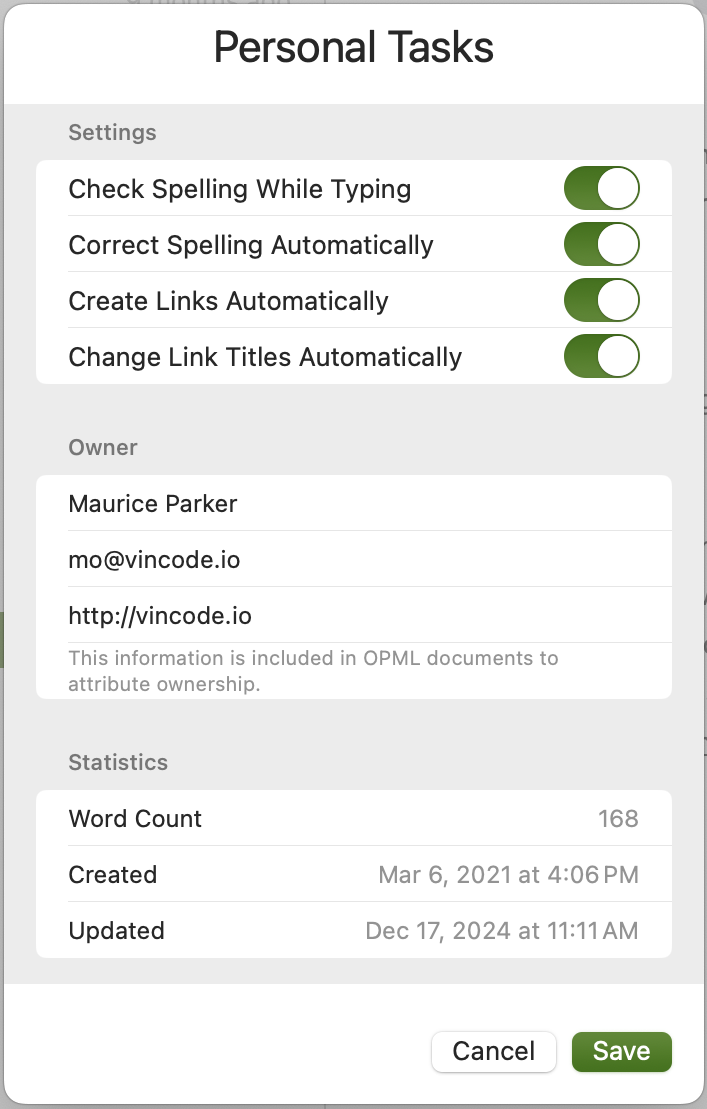 Personal Tasks
Settings
Check Spelling While Typing
Correct Spelling Automatically
Create Links Automatically
Change Link Titles Automatically
Owner
Maurice Parker
mo@vincode.io
http://vincode.io
This information is included in OPML documents to
attribute ownership.
Statistics
Word Count 168
Created Mar 6, 2021 at 4:06 PM
Updated Dec 17, 2024 at 11:11 AM
Cancel Save